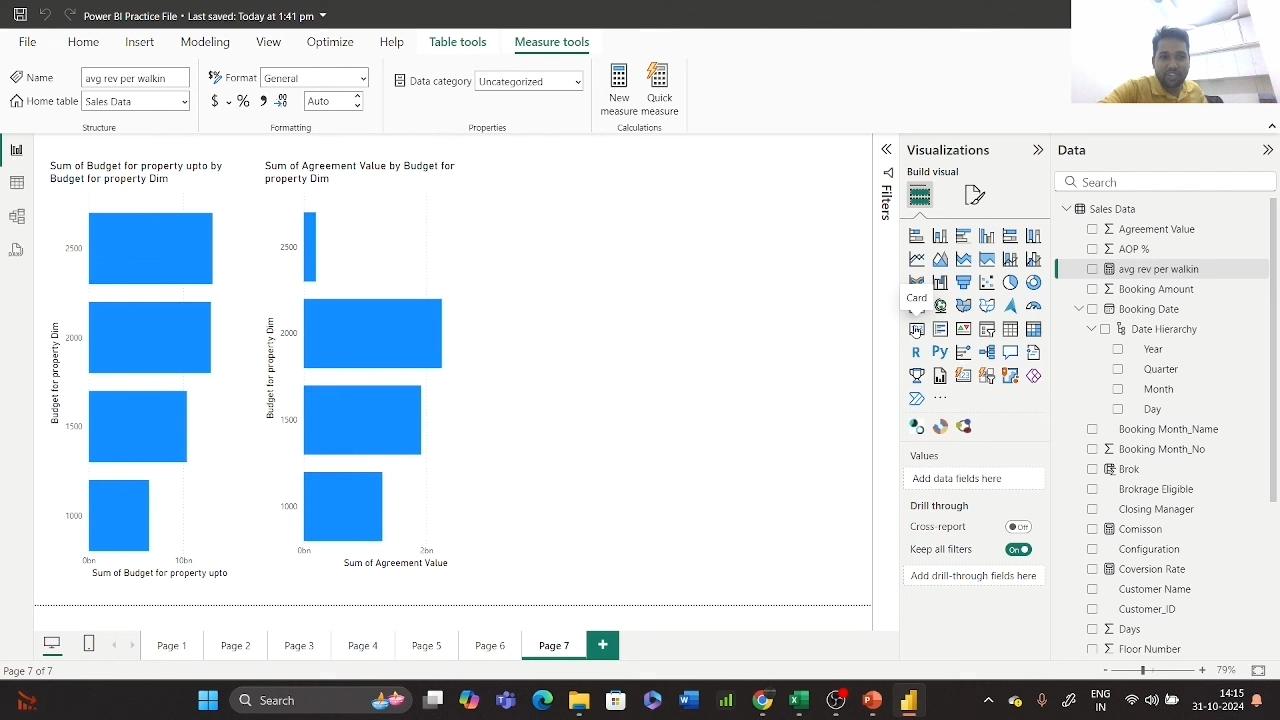 Power BI Practice File • Last saved: Today at 1:41 pm
File Home Insert Modeling View Optimize Help Table tools Measure tools
Name avg rev per walkin
Home table Sales Data
Structure
Format General
$ % Auto
Formatting
Data category Uncategorized
Properties
New measure
Quick measure
Calculations
Sum of Budget for property upto by
Budget for property Dim
Budget for property Dim
2500
2000
1500
1000
0bn 10bn
Sum of Budget for property upto
Sum of Agreement Value by Budget for
property Dim
Budget for property Dim
2500
2000
1500
1000
0bn 2bn
Sum of Agreement Value
Filters
Visualizations
Build visual
Card
R Py
Values
Add data fields here
Drill through
Cross-report Off
Keep all filters On
Add drill-through fields here
Data
Search
Sales Data
Agreement Value
AOP %
avg rev per walkin
Booking Amount
Booking Date
Date Hierarchy
Year
Quarter
Month
Day
Booking Month_Name
Booking Month_No
Brok
Brokrage Eligible
Closing Manager
Comisson
Configuration
Coversion Rate
Customer Name
Customer_ID
Days
Floor Number
Page 1 Page 2 Page 3 Page 4 Page 5 Page 6 Page 7 +
Page 7 of 7
- + 79%
Search
ENG
IN
14:15
31-10-2024